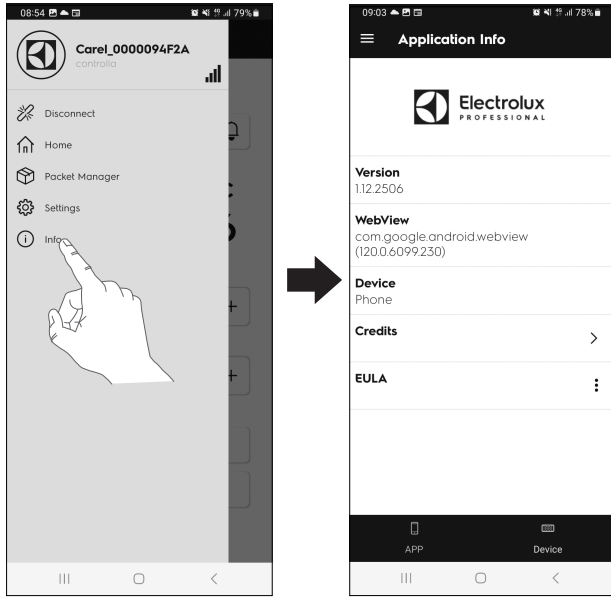 08:54 79%
Carel_0000094F2A
controlla
Disconnect
Home
Packet Manager
Settings
Info
09:03 78%
Application Info
Electrolux
PROFESSIONAL
Version
1.12.2506
WebView
com.google.android.webview
(120.0.6099.230)
Device
Phone
Credits
EULA
APP Device